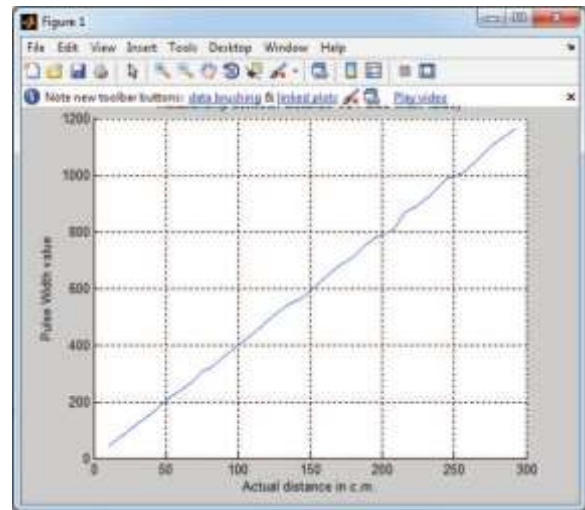 Figure 1
File Edit View Insert Tools Desktop Window Help
Note new toolbar buttons: data brushing & linked plots Play video
1200
1000
800
600
400
200
0
Pulse Width value
0 50 100 150 200 250 300
Actual distance in c.m.